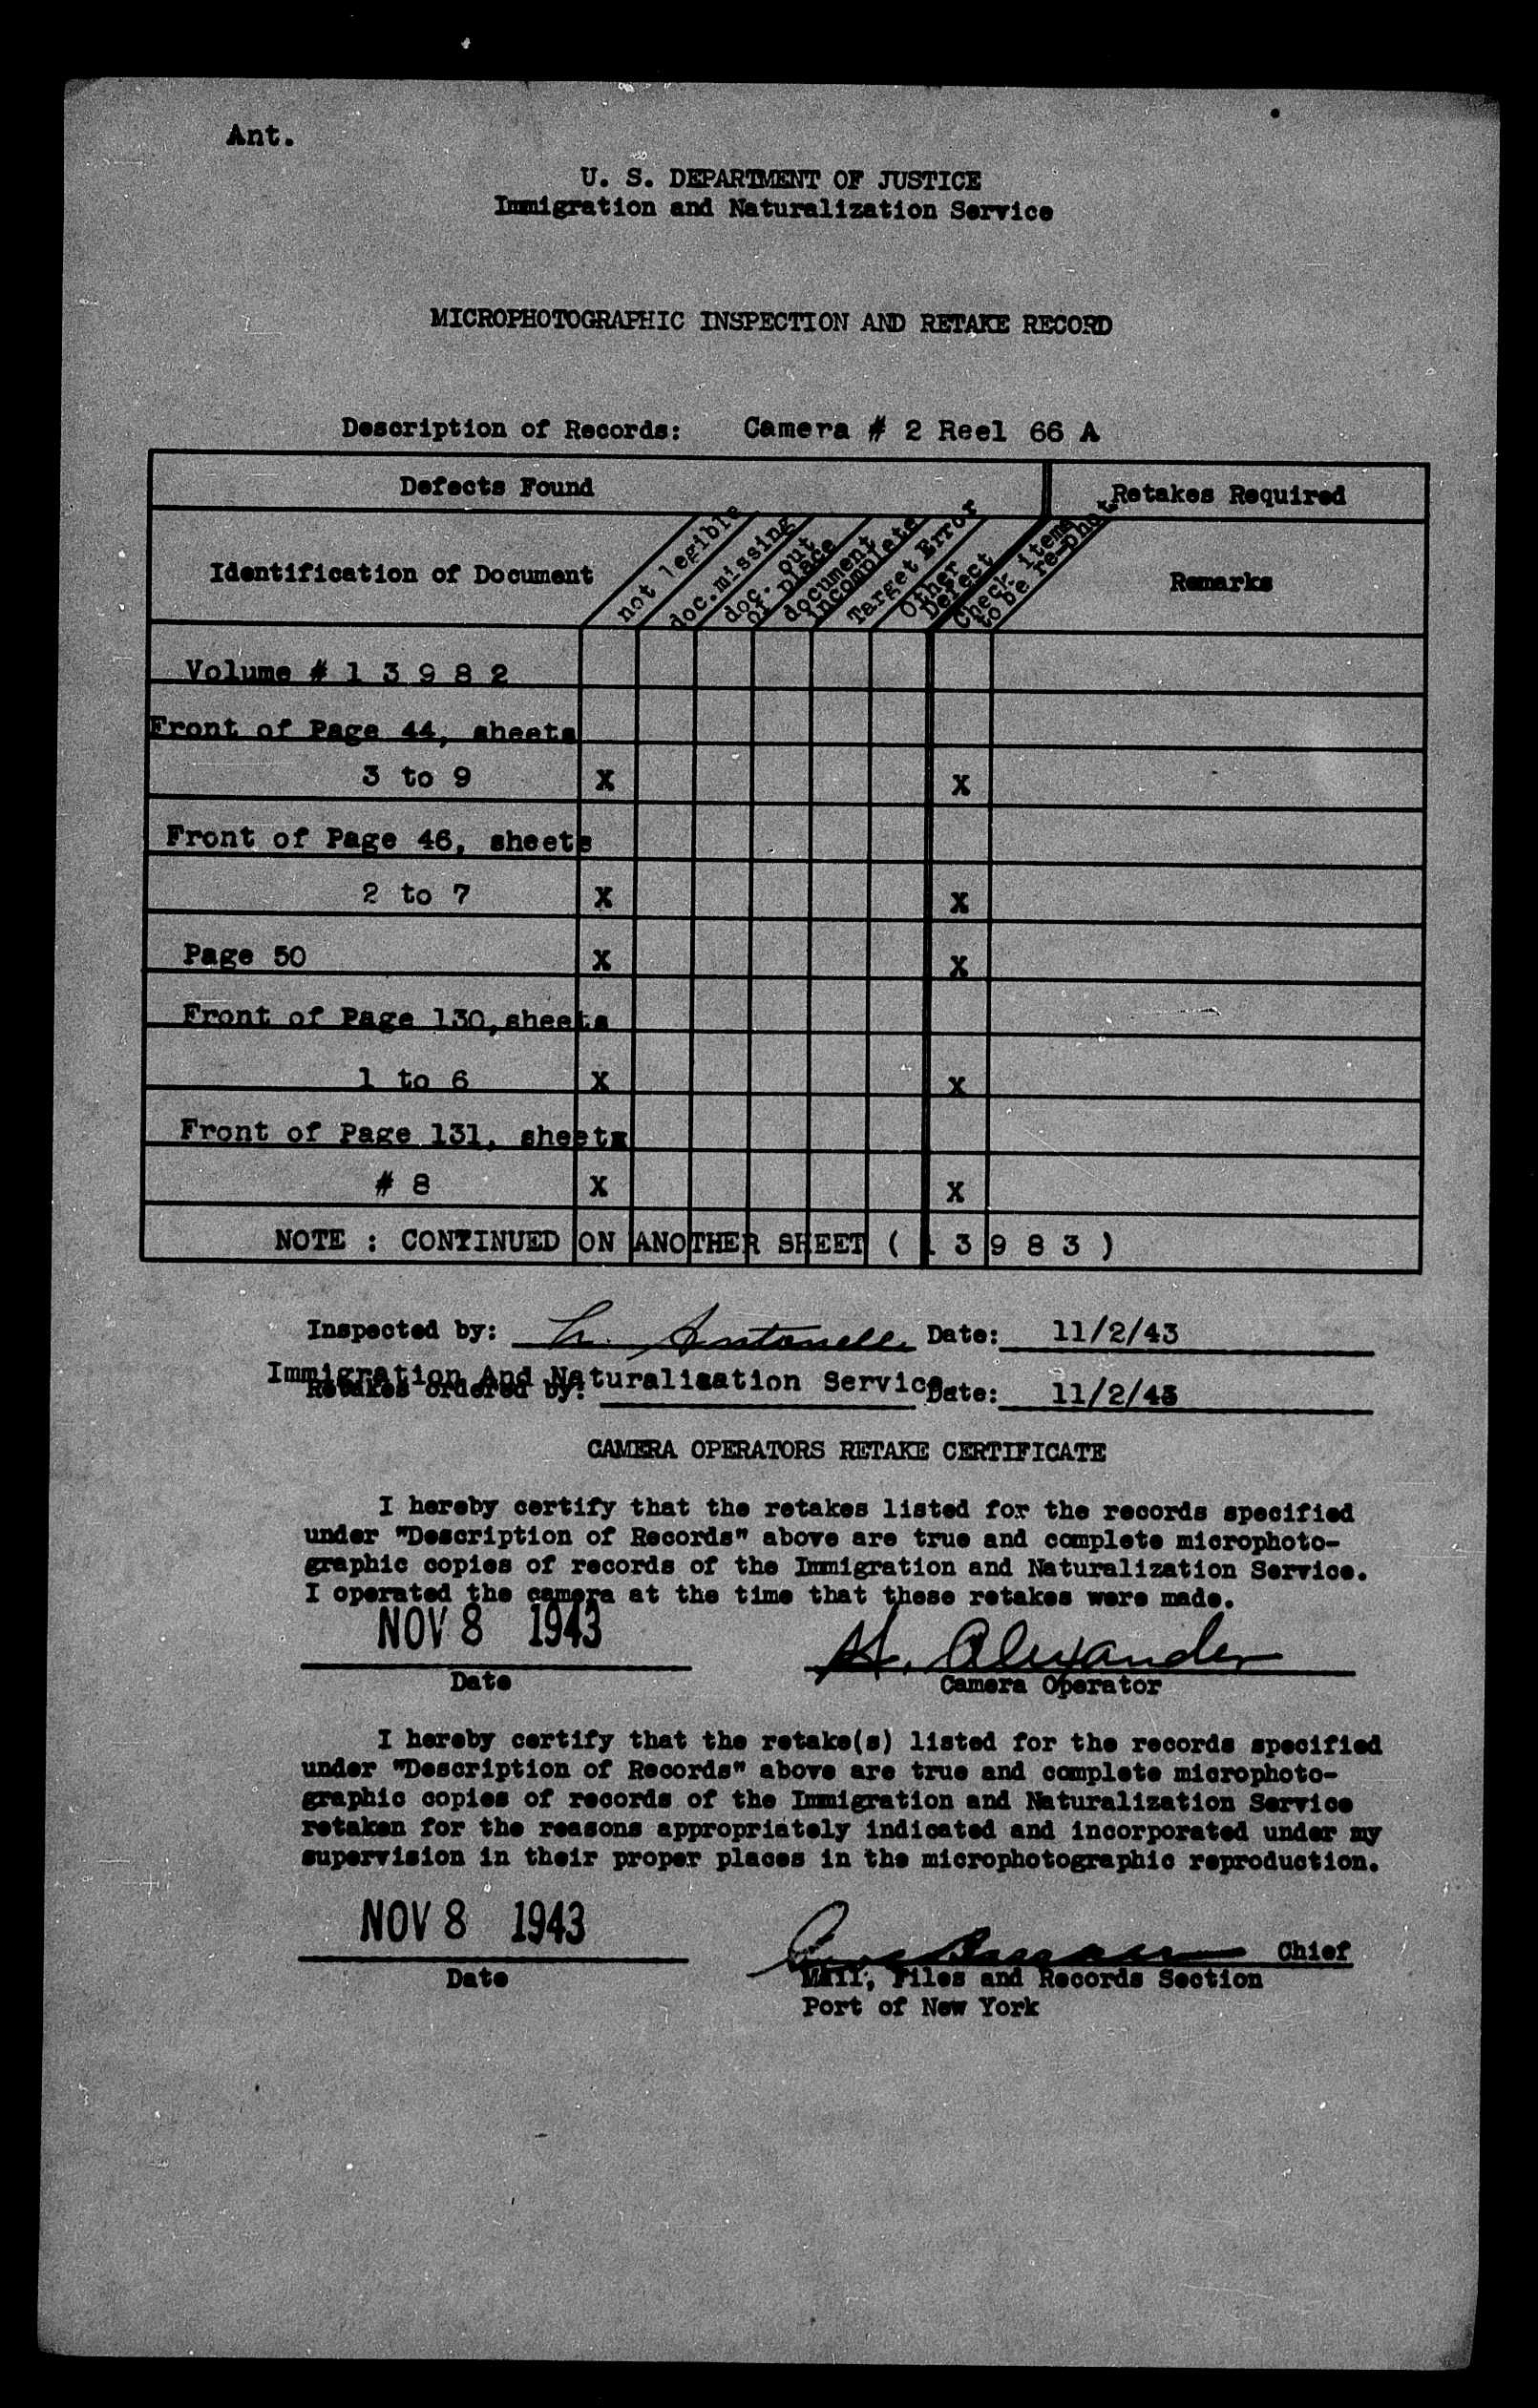 Ant.
U. S. DEPARTMENT OF JUSTICE
Immigration and Naturalization Service
MICROPHOTOGRAPHIC INSPECTION AND RETAKE RECORD
Description of Records: Camera # 2 Reel 66 A
Defects Found
Retakes Required
Identification of Document
not legible
doc. missing
doc. out
of place
document
incomplete
Target Error
Other
Defect
Check items
to be re-phot.
Remarks
Volume # 1 3 9 8 2
Front of Page 44, sheets
3 to 9 X X
Front of Page 46, sheets
2 to 7 X X
Page 50 X X
Front of Page 130, sheets
1 to 6 X X
Front of Page 131, sheets
# 8 X X
NOTE : CONTINUED ON ANOTHER SHEET ( 1 3 9 8 3 )
Inspected by: Antonelli Date: 11/2/43
Immigration And Naturalization Service
Retakes ordered by: Date: 11/2/43
CAMERA OPERATORS RETAKE CERTIFICATE
I hereby certify that the retakes listed for the records specified
under "Description of Records" above are true and complete microphoto-
graphic copies of records of the Immigration and Naturalization Service.
I operated the camera at the time that these retakes were made.
NOV 8 1943
H. Alexander
Date
Camera Operator
I hereby certify that the retake(s) listed for the records specified
under "Description of Records" above are true and complete microphoto-
graphic copies of records of the Immigration and Naturalization Service
retaken for the reasons appropriately indicated and incorporated under my
supervision in their proper places in the microphotographic reproduction.
NOV 8 1943
Chief
Date
Mail, Files and Records Section
Port of New York